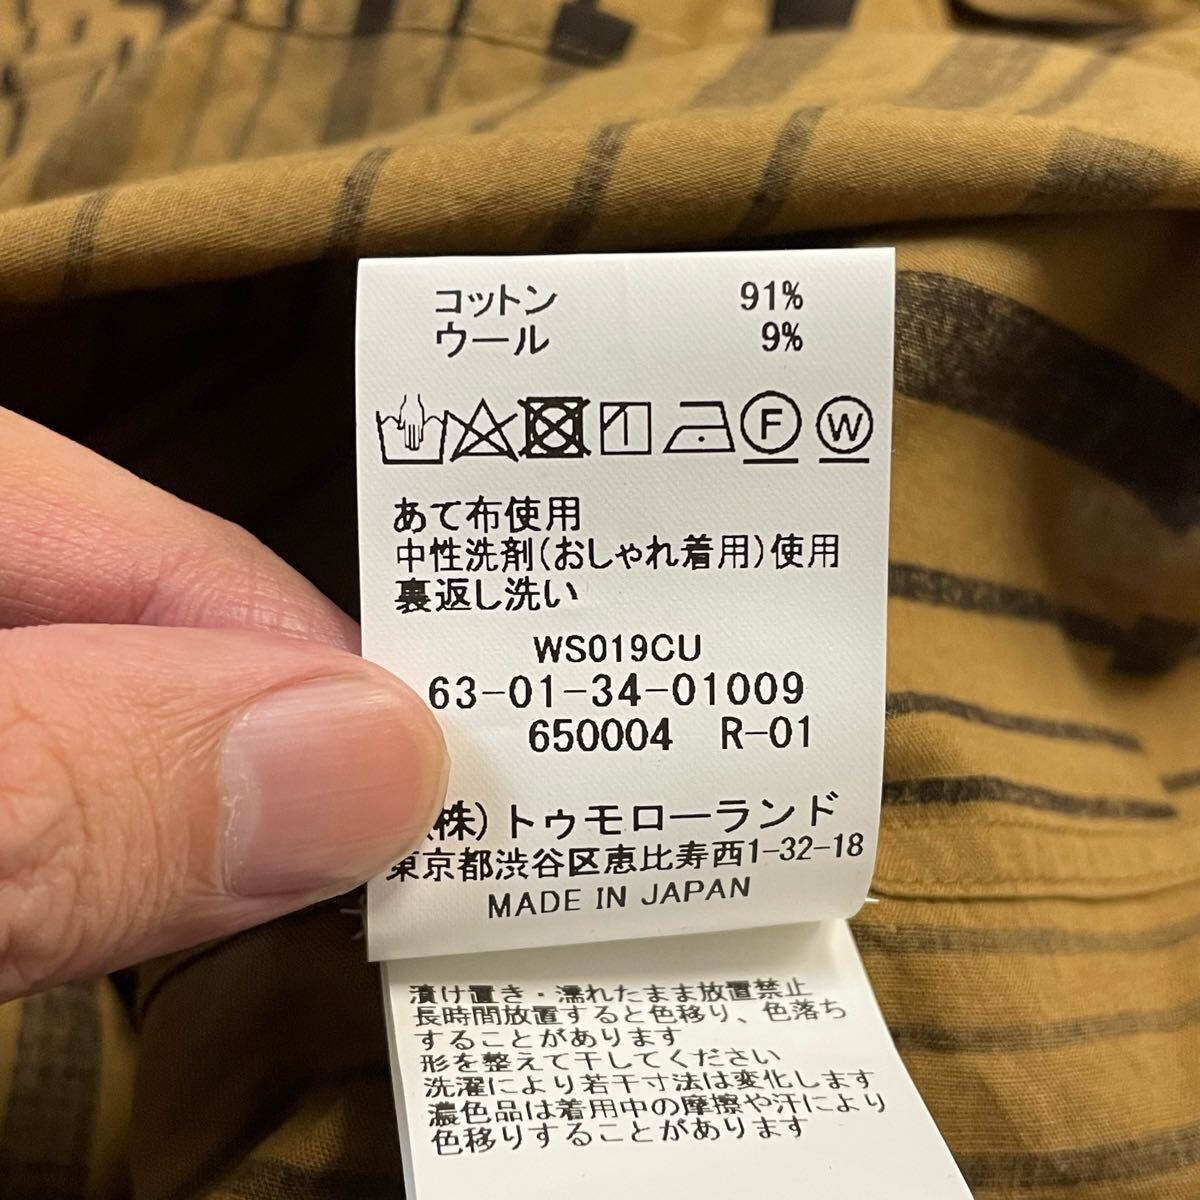 コットン 91%
ウール 9%
F W
あて布使用
中性洗剤(おしゃれ着用)使用
裏返し洗い
WS019CU
63-01-34-01009
650004 R-01
(株)トゥモローランド
東京都渋谷区恵比寿西1-32-18
MADE IN JAPAN
漬け置き・濡れたまま放置禁止
長時間放置すると色移り、色落ち
することがあります
形を整えて干してください
洗濯により若干寸法は変化します
濃色品は着用中の摩擦や汗により
色移りすることがあります